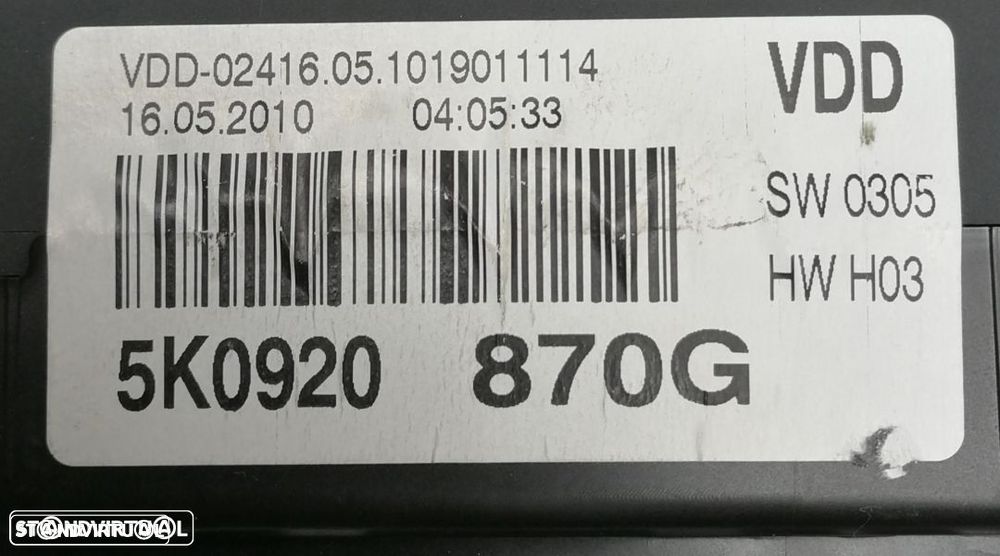 VDD-02416.05.1019011114
VDD
16.05.2010 04:05:33
SW 0305
HW H03
5K0920 870G
STANDVIRTUAL